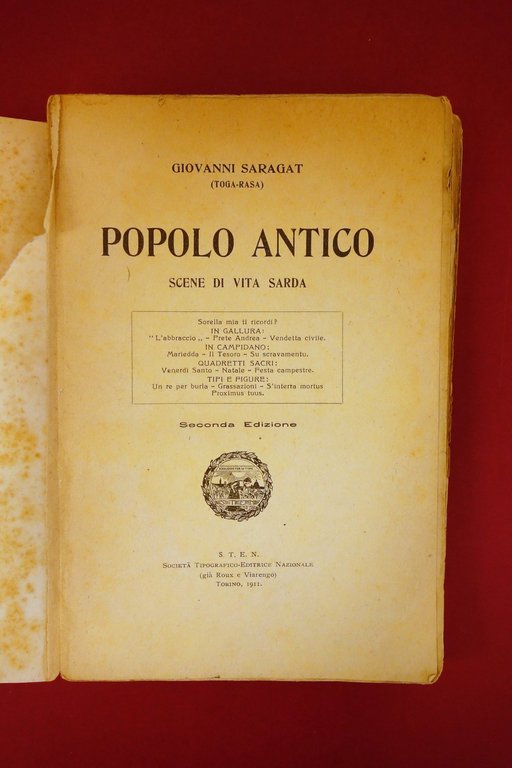 GIOVANNI SARAGAT
(TOGA-RASA)
POPOLO ANTICO
SCENE DI VITA SARDA
Sorella mia ti ricordi?
IN GALLURA:
" L'abbraccio „ - Prete Andrea - Vendetta civile.
IN CAMPIDANO:
Mariedda - Il Tesoro - Su scravamentu.
QUADRETTI SACRI:
Venerdì Santo - Natale - Festa campestre.
TIPI E FIGURE:
Un re per burla - Grassazioni - S'interra mortus
Proximus tuus.
Seconda Edizione
S. T. E. N.
Società Tipografico-Editrice Nazionale
(già Roux e Viarengo)
Torino, 1911.